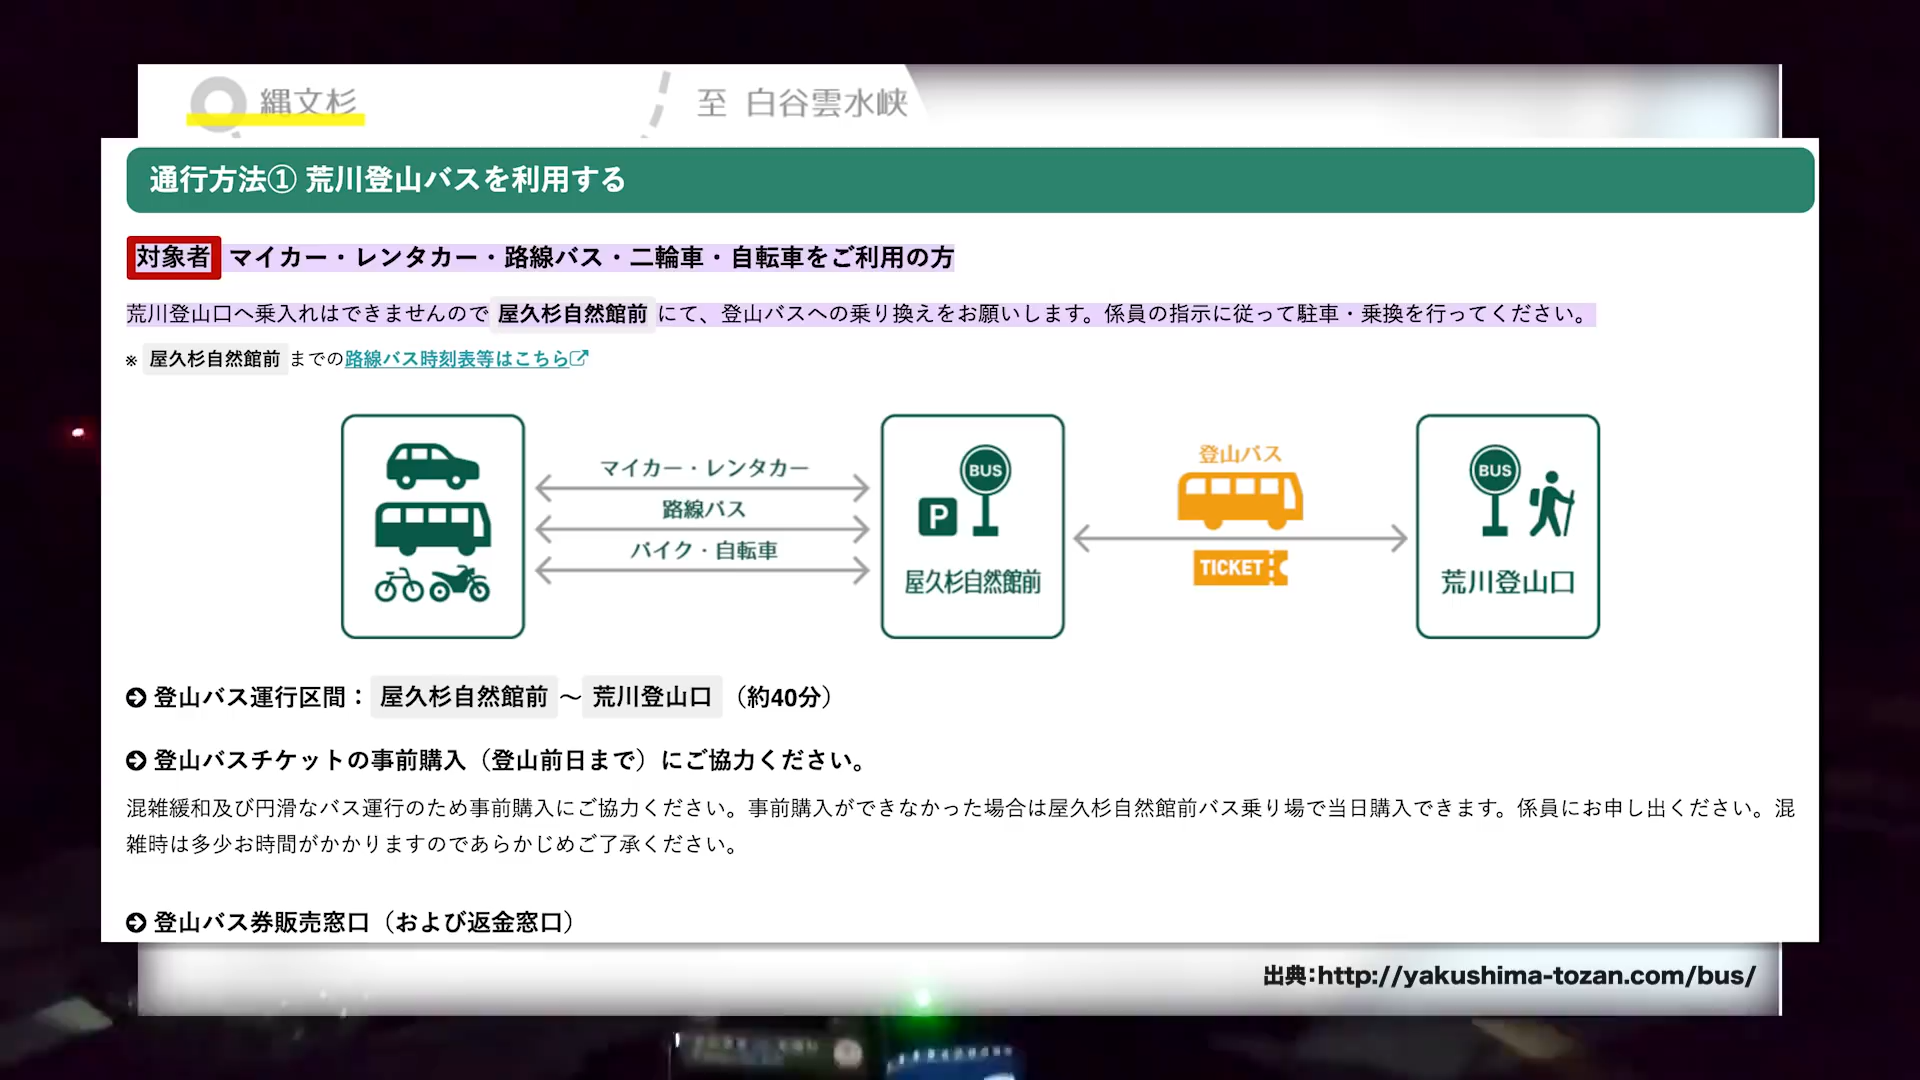 縄文杉
至 白谷雲水峡
通行方法① 荒川登山バスを利用する
対象者 マイカー・レンタカー・路線バス・二輪車・自転車をご利用の方
荒川登山口へ乗入れはできませんので 屋久杉自然館前 にて、登山バスへの乗り換えをお願いします。係員の指示に従って駐車・乗換を行ってください。
※ 屋久杉自然館前 までの路線バス時刻表等はこちら
マイカー・レンタカー
路線バス
バイク・自転車
BUS
P
屋久杉自然館前
登山バス
TICKET
BUS
荒川登山口
登山バス運行区間： 屋久杉自然館前 ～ 荒川登山口 （約40分）
登山バスチケットの事前購入（登山前日まで）にご協力ください。
混雑緩和及び円滑なバス運行のため事前購入にご協力ください。事前購入ができなかった場合は屋久杉自然館前バス乗り場で当日購入できます。係員にお申し出ください。混
雑時は多少お時間がかかりますのであらかじめご了承ください。
登山バス券販売窓口（および返金窓口）
出典:http://yakushima-tozan.com/bus/